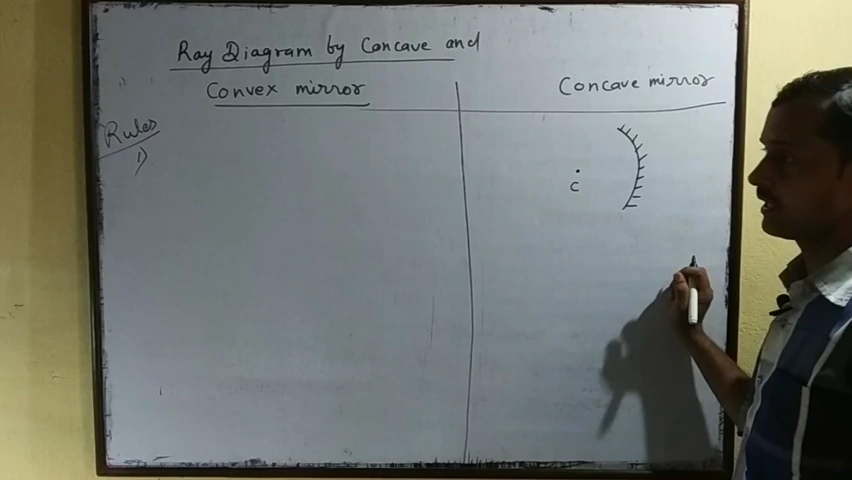 Ray Diagram by Concave and
Convex mirror
Concave mirror
Rules
1)
C